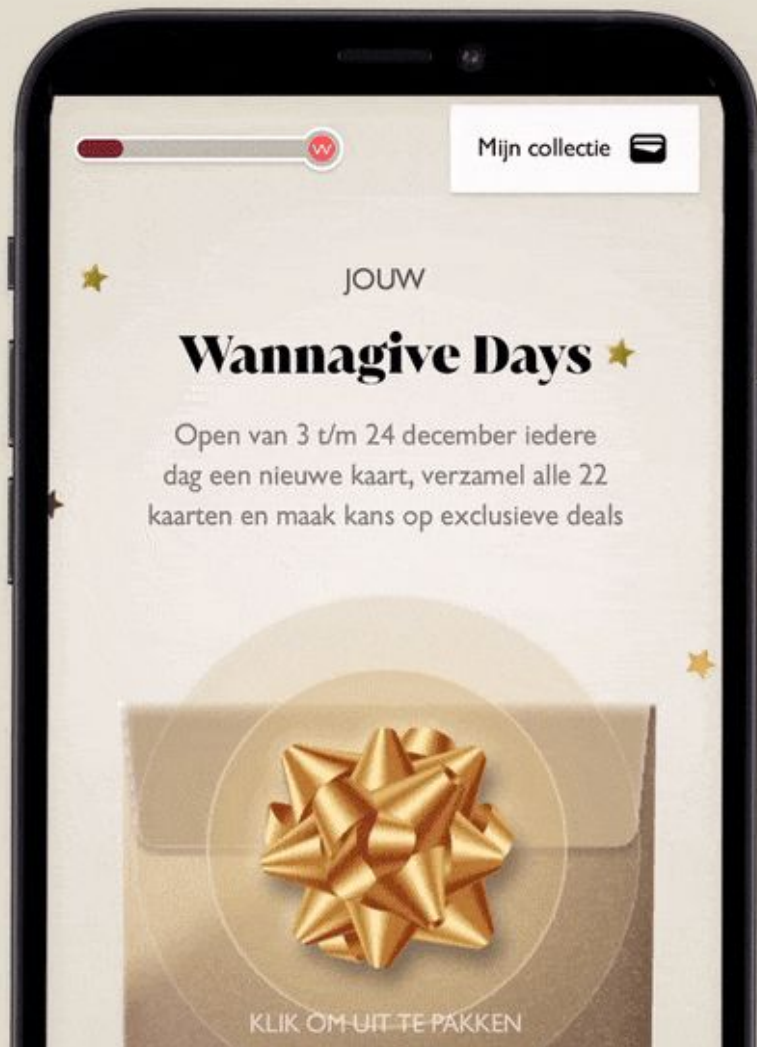 Mijn collectie
JOUW
Wannagive Days
Open van 3 t/m 24 december iedere
dag een nieuwe kaart, verzamel alle 22
kaarten en maak kans op exclusieve deals
KLIK OM UIT TE PAKKEN